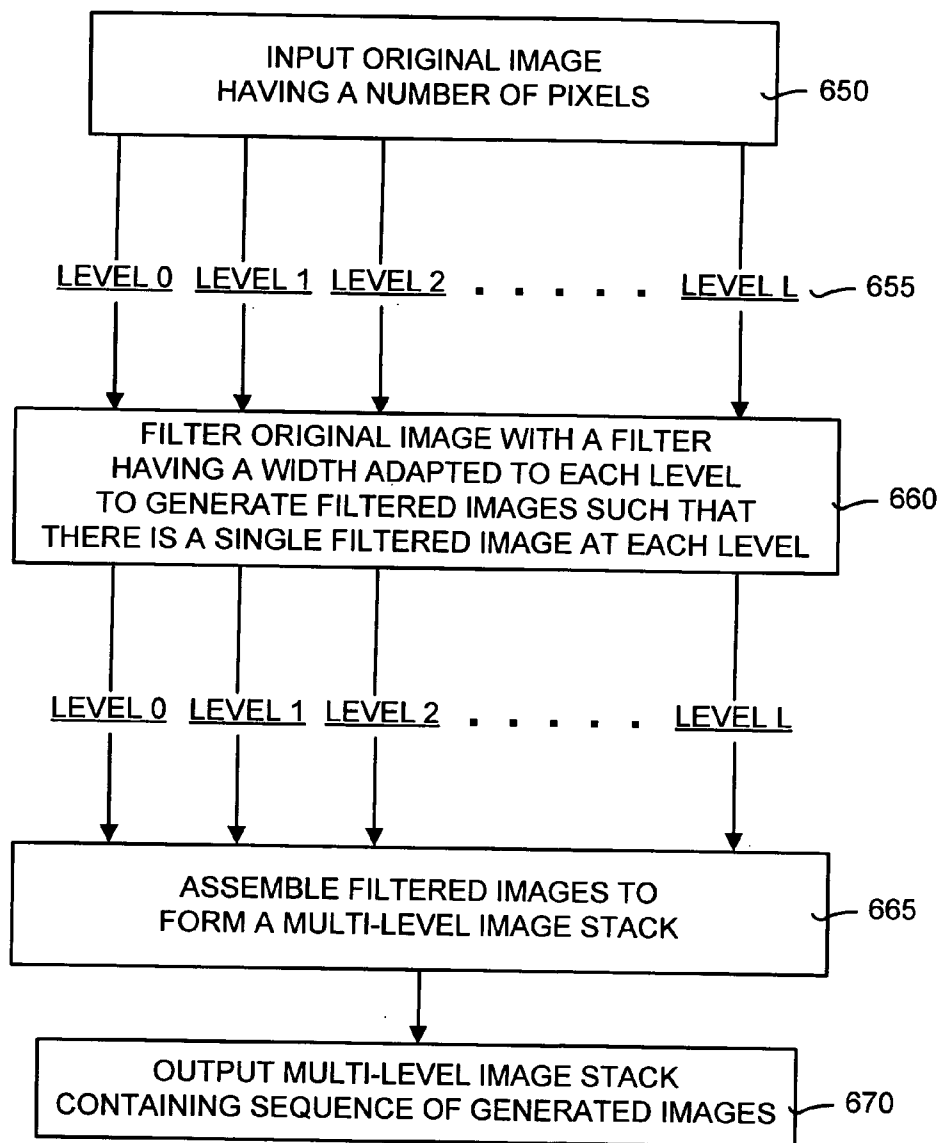 INPUT ORIGINAL IMAGE
HAVING A NUMBER OF PIXELS
650
LEVEL 0 LEVEL 1 LEVEL 2 . . . . . LEVEL L 655
FILTER ORIGINAL IMAGE WITH A FILTER
HAVING A WIDTH ADAPTED TO EACH LEVEL
TO GENERATE FILTERED IMAGES SUCH THAT
THERE IS A SINGLE FILTERED IMAGE AT EACH LEVEL
660
LEVEL 0 LEVEL 1 LEVEL 2 . . . . . LEVEL L
ASSEMBLE FILTERED IMAGES TO
FORM A MULTI-LEVEL IMAGE STACK
665
OUTPUT MULTI-LEVEL IMAGE STACK
CONTAINING SEQUENCE OF GENERATED IMAGES
670